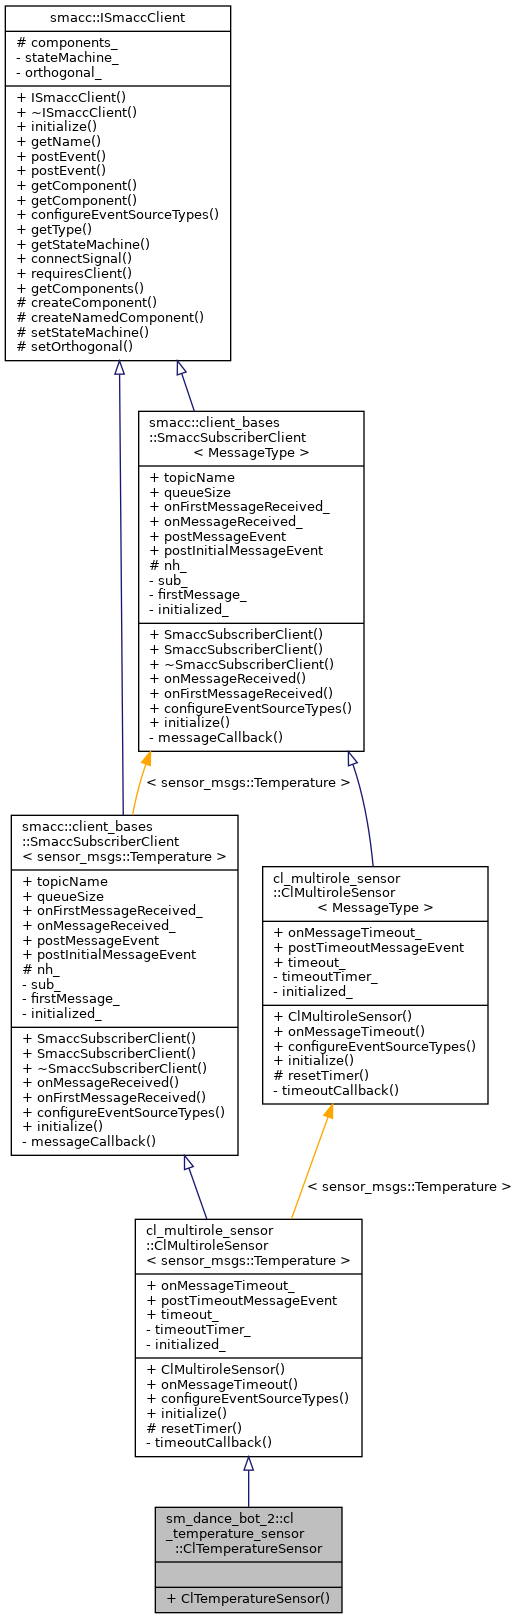 smacc::ISmaccClient
# components_
- stateMachine_
- orthogonal_
+ ISmaccClient()
+ ~ISmaccClient()
+ initialize()
+ getName()
+ postEvent()
+ postEvent()
+ getComponent()
+ getComponent()
+ configureEventSourceTypes()
+ getType()
+ getStateMachine()
+ connectSignal()
+ requiresClient()
+ getComponents()
# createComponent()
# createNamedComponent()
# setStateMachine()
# setOrthogonal()
smacc::client_bases
::SmaccSubscriberClient
< MessageType >
+ topicName
+ queueSize
+ onFirstMessageReceived_
+ onMessageReceived_
+ postMessageEvent
+ postInitialMessageEvent
# nh_
- sub_
- firstMessage_
- initialized_
+ SmaccSubscriberClient()
+ SmaccSubscriberClient()
+ ~SmaccSubscriberClient()
+ onMessageReceived()
+ onFirstMessageReceived()
+ configureEventSourceTypes()
+ initialize()
- messageCallback()
< sensor_msgs::Temperature >
smacc::client_bases
::SmaccSubscriberClient
< sensor_msgs::Temperature >
+ topicName
+ queueSize
+ onFirstMessageReceived_
+ onMessageReceived_
+ postMessageEvent
+ postInitialMessageEvent
# nh_
- sub_
- firstMessage_
- initialized_
+ SmaccSubscriberClient()
+ SmaccSubscriberClient()
+ ~SmaccSubscriberClient()
+ onMessageReceived()
+ onFirstMessageReceived()
+ configureEventSourceTypes()
+ initialize()
- messageCallback()
cl_multirole_sensor
::ClMultiroleSensor
< MessageType >
+ onMessageTimeout_
+ postTimeoutMessageEvent
+ timeout_
- timeoutTimer_
- initialized_
+ ClMultiroleSensor()
+ onMessageTimeout()
+ configureEventSourceTypes()
+ initialize()
# resetTimer()
- timeoutCallback()
< sensor_msgs::Temperature >
cl_multirole_sensor
::ClMultiroleSensor
< sensor_msgs::Temperature >
+ onMessageTimeout_
+ postTimeoutMessageEvent
+ timeout_
- timeoutTimer_
- initialized_
+ ClMultiroleSensor()
+ onMessageTimeout()
+ configureEventSourceTypes()
+ initialize()
# resetTimer()
- timeoutCallback()
sm_dance_bot_2::cl
_temperature_sensor
::ClTemperatureSensor
+ ClTemperatureSensor()